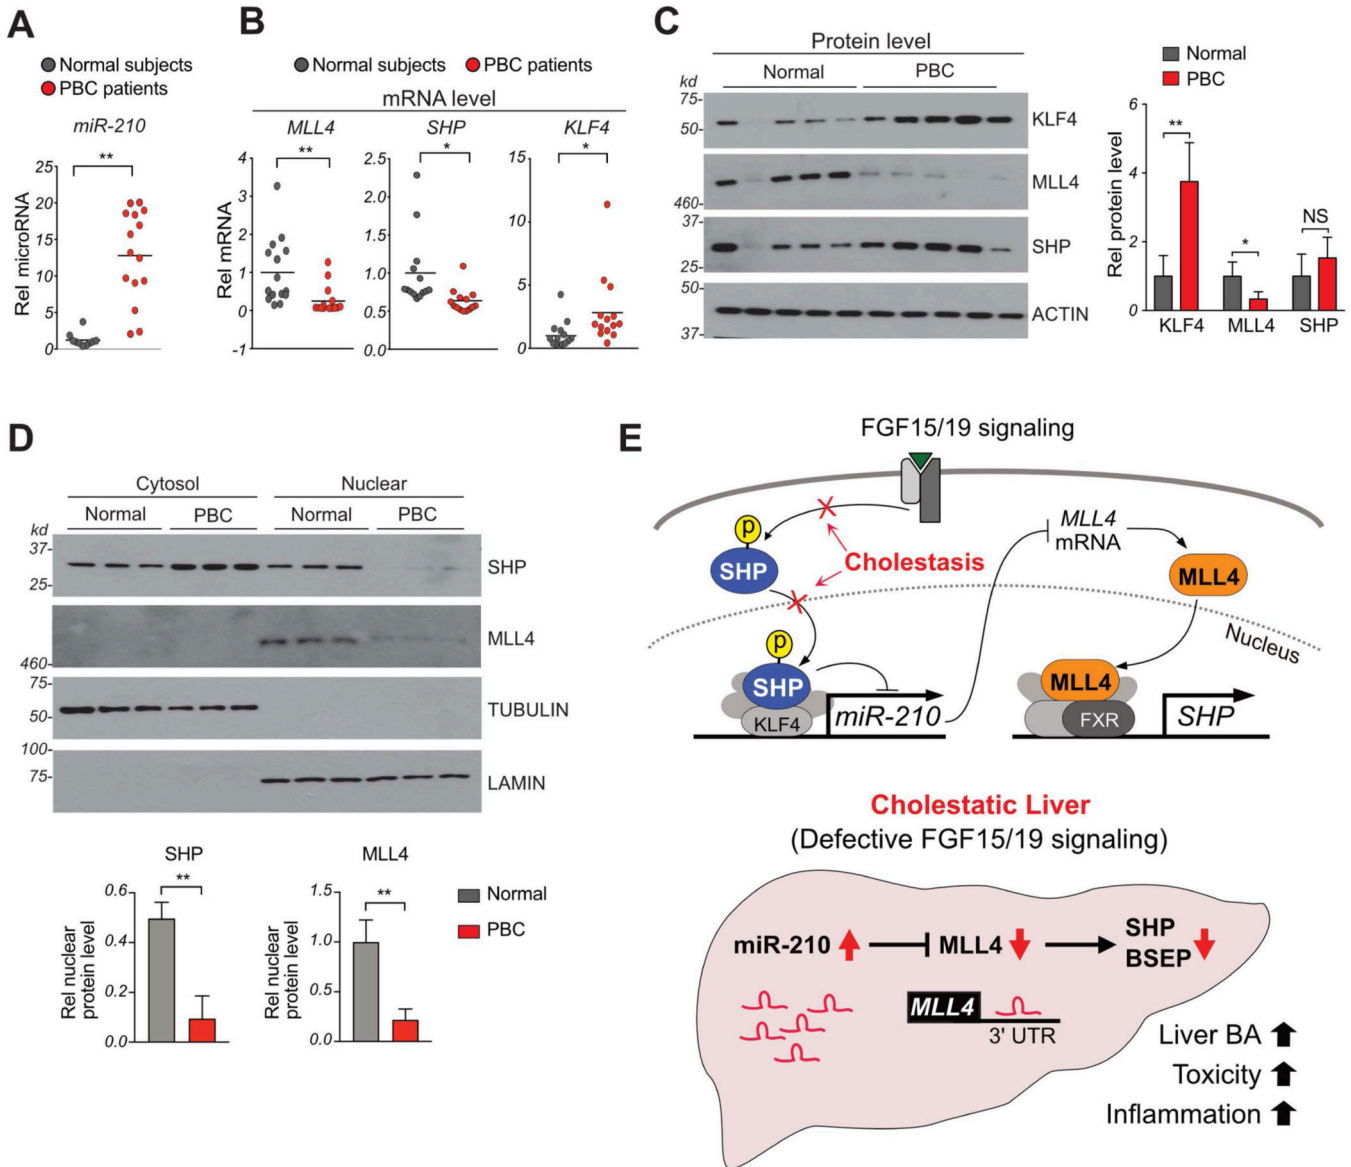 A
Normal subjects
PBC patients
miR-210
**
Rel microRNA
25
20
15
10
5
0
B
Normal subjects
PBC patients
mRNA level
MLL4
SHP
KLF4
**
*
*
Rel mRNA
4
3
2
1
0
-1
2.5
2.0
1.5
1.0
0.5
0.0
15
10
5
0
C
Protein level
Normal
PBC
kd
75-
50-
KLF4
460-
MLL4
37-
25-
SHP
50-
37-
ACTIN
Normal
PBC
Rel protein level
6
4
2
0
**
*
NS
KLF4
MLL4
SHP
D
Cytosol
Nuclear
Normal
PBC
Normal
PBC
kd
37-
25-
SHP
460-
MLL4
75-
50-
TUBULIN
100-
75-
LAMIN
SHP
**
Rel nuclear
protein level
0.6
0.4
0.2
0.0
MLL4
**
Rel nuclear
protein level
1.5
1.0
0.5
0.0
Normal
PBC
E
FGF15/19 signaling
p
SHP
Cholestasis
MLL4
mRNA
MLL4
Nucleus
p
SHP
KLF4
miR-210
MLL4
FXR
SHP
Cholestatic Liver
(Defective FGF15/19 signaling)
miR-210
MLL4
SHP
BSEP
MLL4
3' UTR
Liver BA
Toxicity
Inflammation